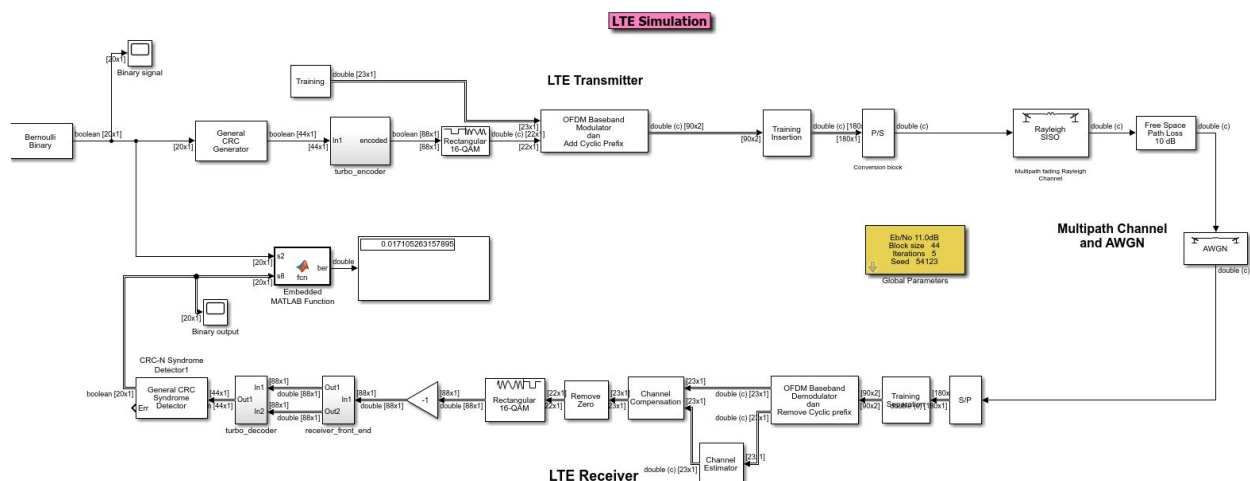 LTE Simulation
[20x1]
Binary signal
Training
double [23x1]
LTE Transmitter
Bernoulli
Binary
boolean [20x1]
[20x1]
General
CRC
Generator
boolean [44x1]
[44x1]
In1 encoded
turbo_encoder
boolean [88x1]
[88x1]
Rectangular
16-QAM
double (c) [22x1]
[22x1]
[23x1]
OFDM Baseband
Modulator
dan
Add Cyclic Prefix
double (c) [90x2]
[90x2]
Training
Insertion
double (c)
[180x1]
P/S
Conversion block
double (c)
Rayleigh
SISO
Multipath fading Rayleigh
Channel
double (c)
Free Space
Path Loss
10 dB
double (c)
Multipath Channel
and AWGN
AWGN
double (c)
Eb/No 11.0dB
Block size 44
Iterations 5
Seed 54123
Global Parameters
s2
[20x1]
s8
[20x1]
fcn
ber
double
Embedded
MATLAB Function
0.017105263157895
[20x1]
Binary output
CRC-N Syndrome
Detector1
boolean [20x1]
General CRC
Syndrome
Detector
Err
[44x1]
[44x1]
In1
Out1
In2
turbo_decoder
[88x1]
double [88x1]
[88x1]
double [88x1]
Out1
In1
Out2
receiver_front_end
[88x1]
double [88x1]
-1
[88x1]
double [88x1]
Rectangular
16-QAM
[22x1]
[22x1]
Remove
Zero
[23x1]
[23x1]
Channel
Compensation
[23x1]
[23x1]
double (c) [23x1]
double (c)
OFDM Baseband
Demodulator
dan
Remove Cyclic prefix
[90x2]
[90x2]
Training
Separation
[180x1]
S/P
Channel
Estimator
[23x1]
double (c) [23x1]
LTE Receiver